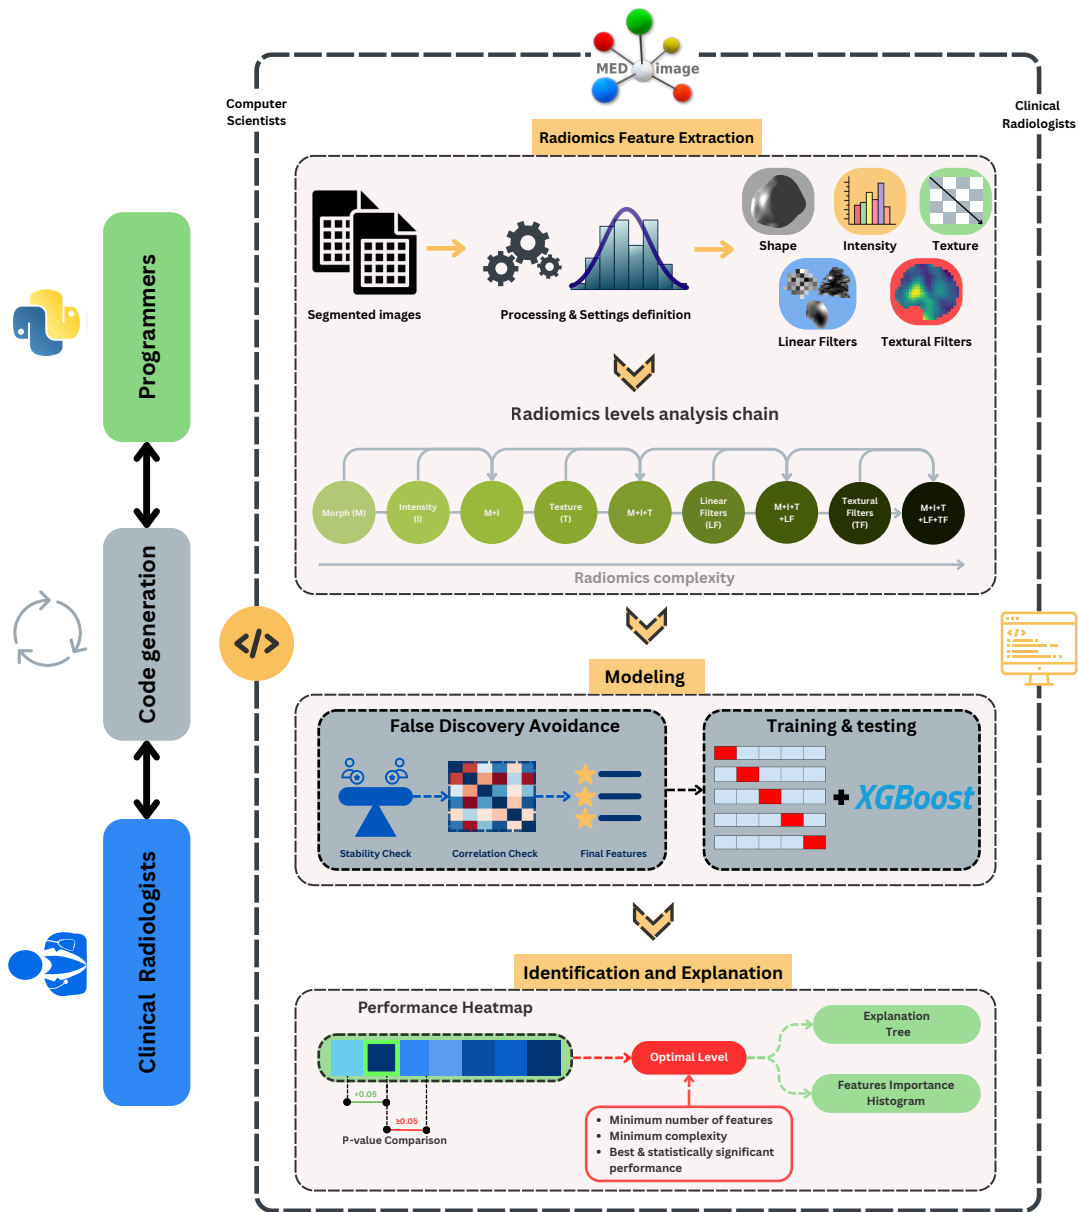 MED image
Computer
Scientists
Clinical
Radiologists
Radiomics Feature Extraction
Segmented images
Processing & Settings definition
Shape
Intensity
Texture
Linear Filters
Textural Filters
Radiomics levels analysis chain
Morph (M)
Intensity
(I)
M+I
Texture
(T)
M+I+T
Linear
Filters
(LF)
M+I+T
+LF
Textural
Filters
(TF)
M+I+T
+LF+TF
Radiomics complexity
Programmers
Code generation
Clinical Radiologists
</>
</>
Modeling
False Discovery Avoidance
Stability Check
Correlation Check
Final Features
Training & testing
+ XGBoost
Identification and Explanation
Performance Heatmap
<0.05
≥0.05
P-value Comparison
Optimal Level
• Minimum number of features
• Minimum complexity
• Best & statistically significant
performance
Explanation
Tree
Features Importance
Histogram